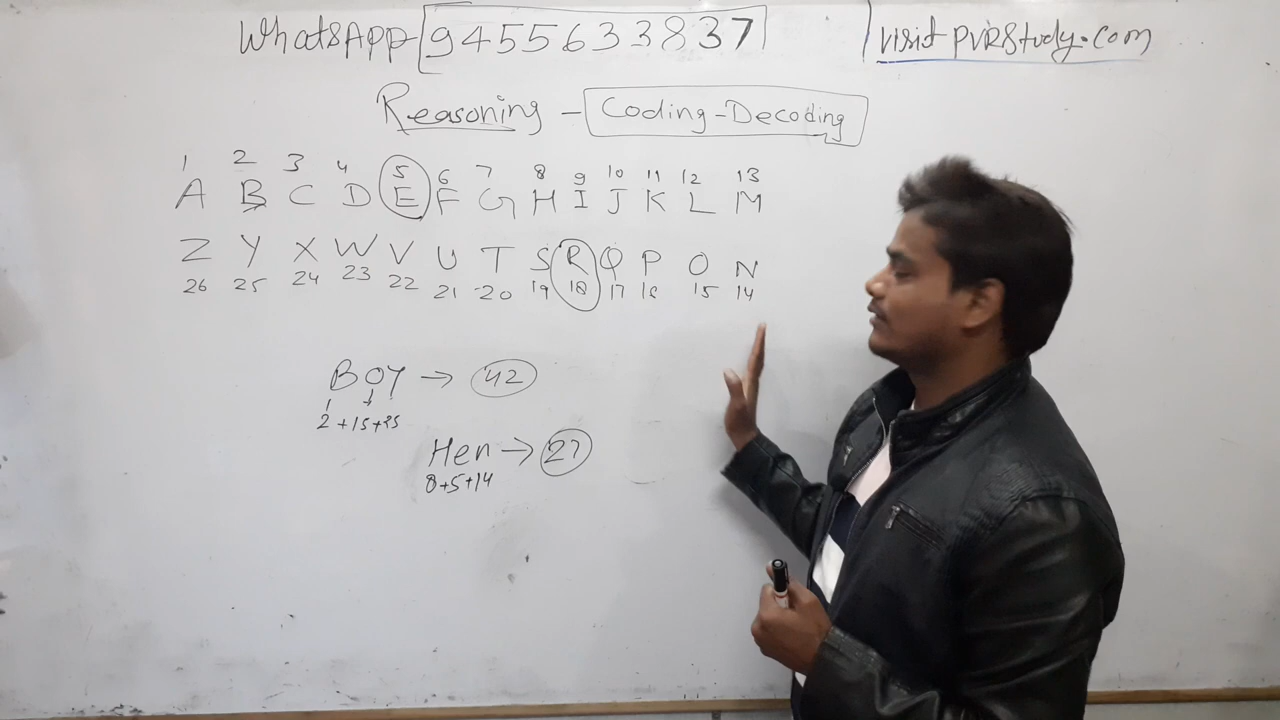 WhatsApp-9455633837
visit PVRStudy.com
Reasoning - Coding-Decoding
1 2 3 4 5 6 7 8 9 10 11 12 13
A B C D E F G H I J K L M
Z Y X W V U T S R Q P O N
26 25 24 23 22 21 20 19 18 17 16 15 14
BOY → 42
2+15+25
Hen → 27
8+5+14